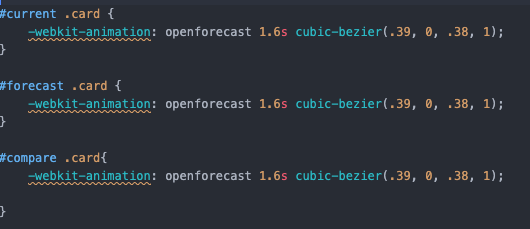 #current .card {
    -webkit-animation: openforecast 1.6s cubic-bezier(.39, 0, .38, 1);
}
#forecast .card {
    -webkit-animation: openforecast 1.6s cubic-bezier(.39, 0, .38, 1);
}
#compare .card{
    -webkit-animation: openforecast 1.6s cubic-bezier(.39, 0, .38, 1);
}